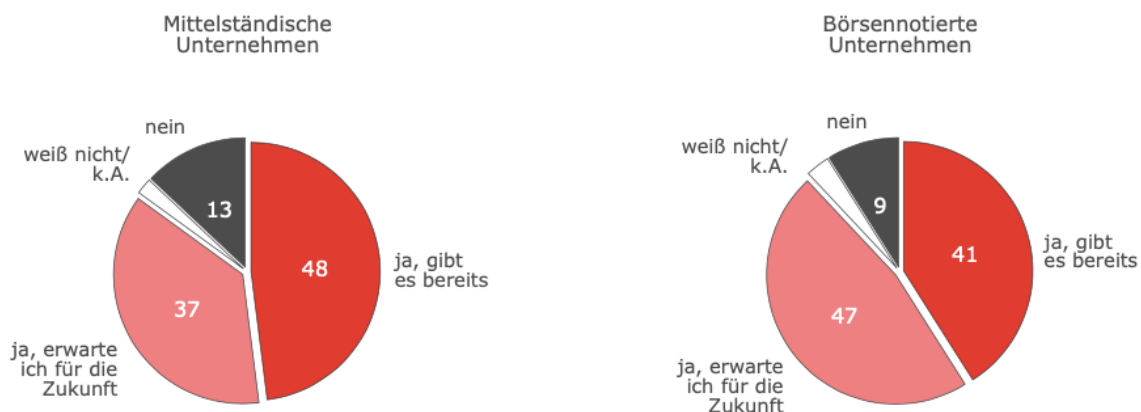 Mittelständische
Unternehmen
nein
weiß nicht/
k.A.
13
48
ja, gibt
es bereits
37
ja, erwarte
ich für die
Zukunft
Börsennotierte
Unternehmen
nein
weiß nicht/
k.A.
9
41
ja, gibt
es bereits
47
ja, erwarte
ich für die
Zukunft